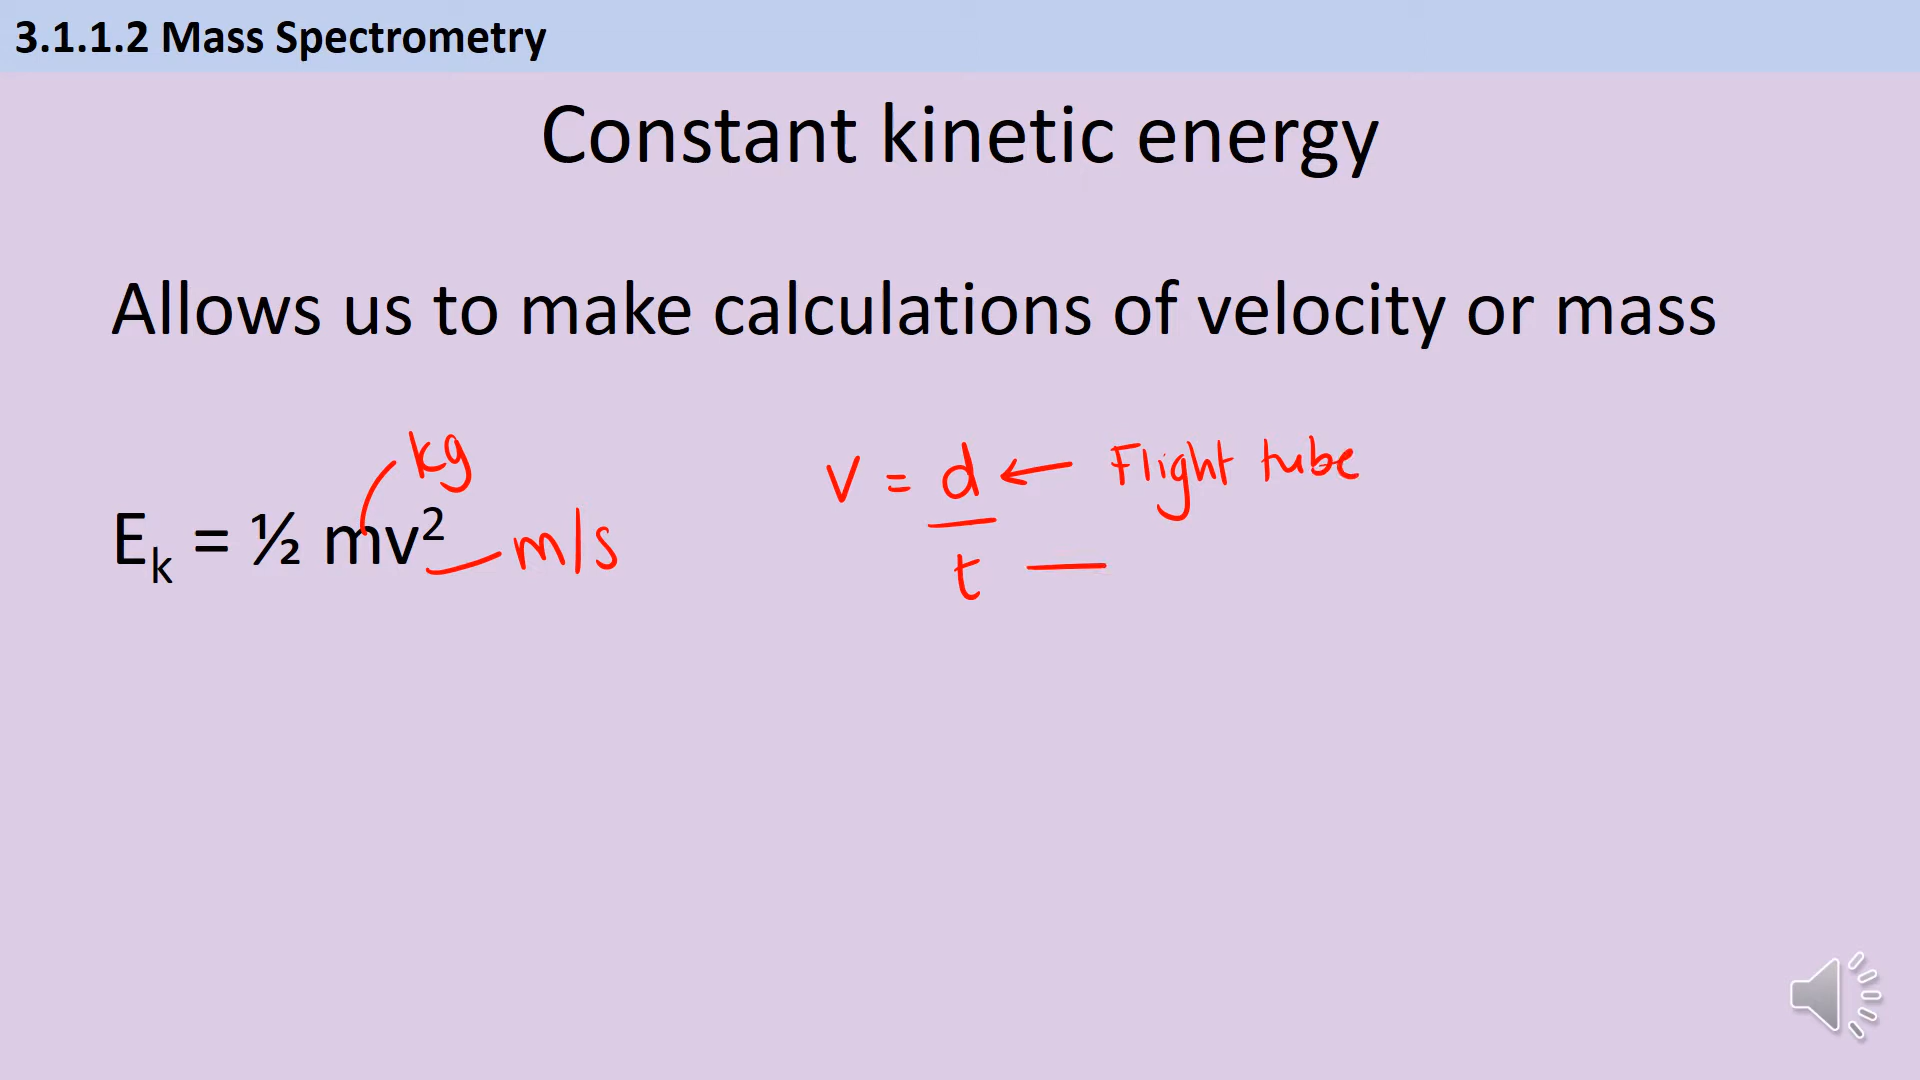 3.1.1.2 Mass Spectrometry
Constant kinetic energy
Allows us to make calculations of velocity or mass
kg
Eₖ = ½ mv²
m/s
v = d ← Flight tube
t —